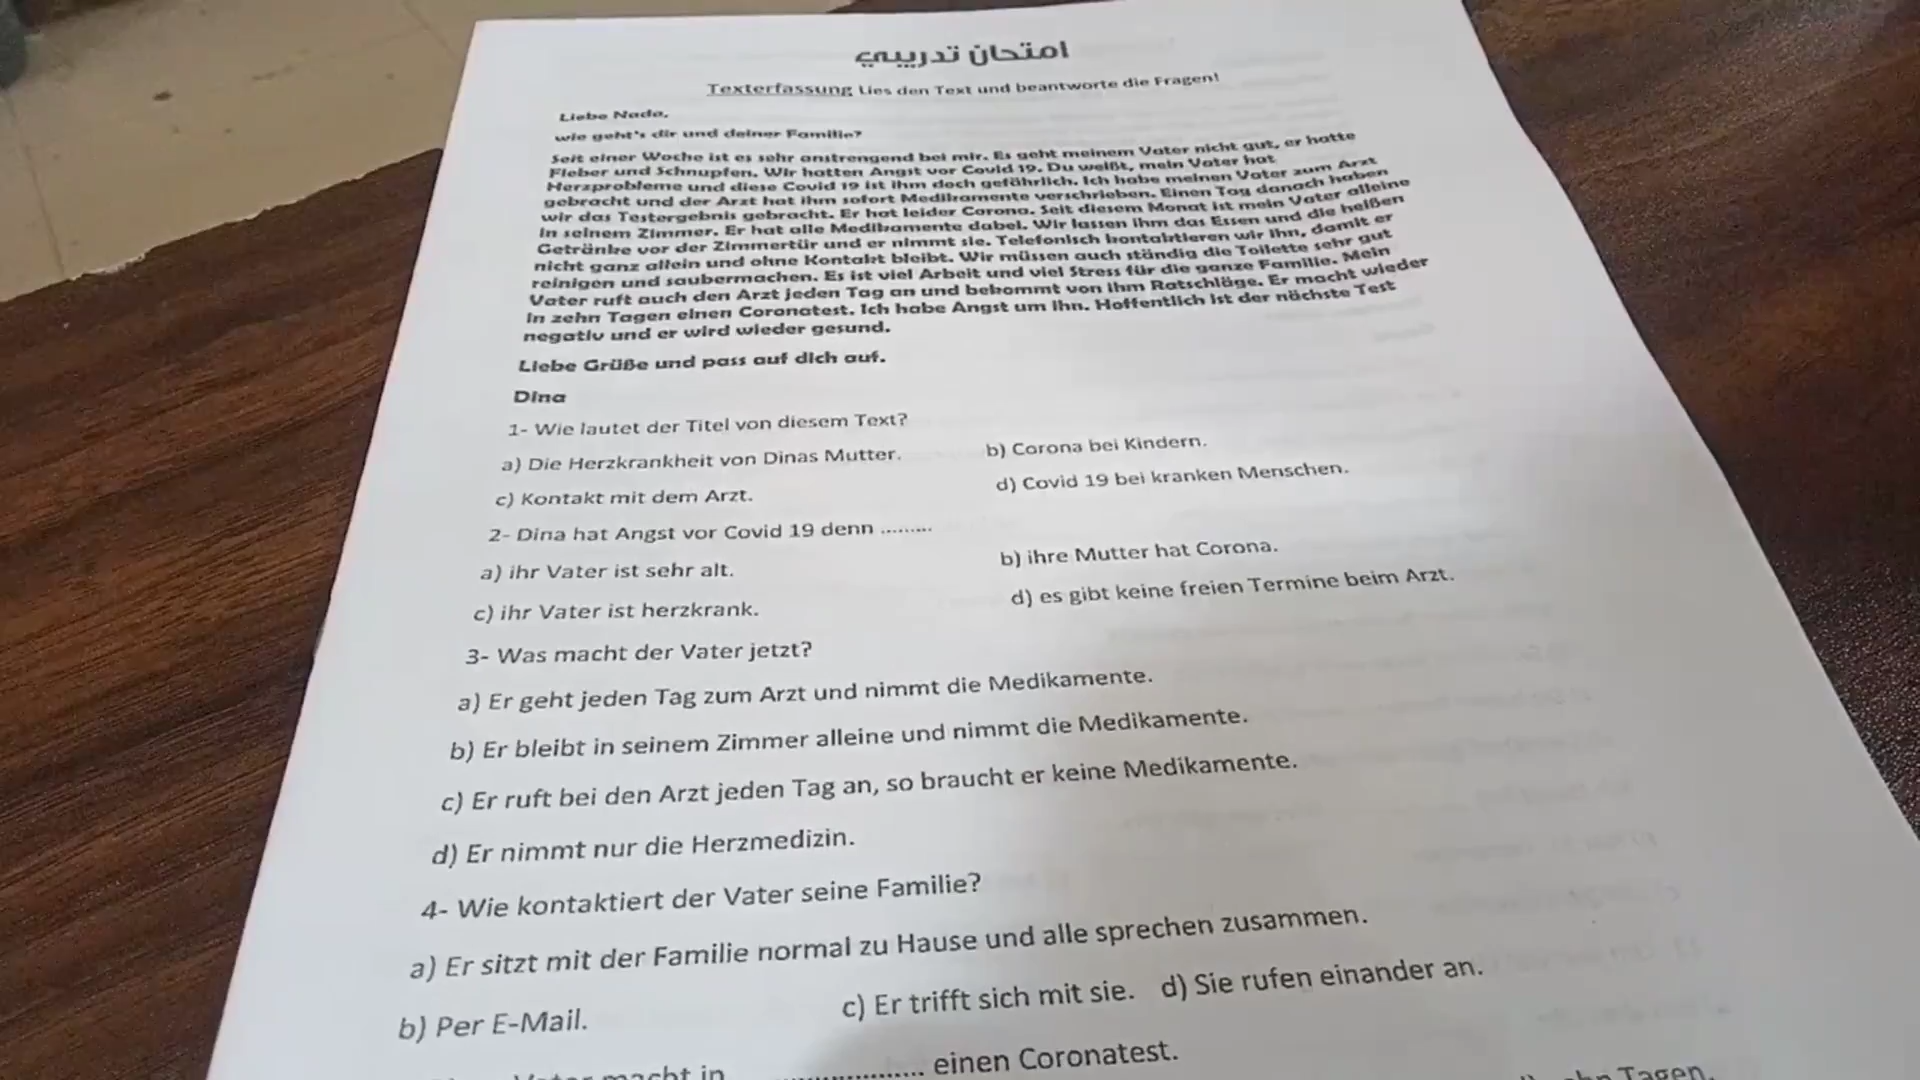 امتحان تدريبي
Texterfassung Lies den Text und beantworte die Fragen!
Liebe Nada,
wie geht's dir und deiner Familie?
Seit einer Woche ist es sehr anstrengend bei mir. Es geht meinem Vater nicht gut, er hatte
Fieber und Schnupfen. Wir hatten Angst vor Covid 19. Du weißt, mein Vater hat
Herzprobleme und diese Covid 19 ist ihm doch gefährlich. Ich habe meinen Vater zum Arzt
gebracht und der Arzt hat ihm sofort Medikamente verschrieben. Einen Tag danach haben
wir das Testergebnis gebracht. Er hat leider Corona. Seit diesem Monat ist mein Vater alleine
in seinem Zimmer. Er hat alle Medikamente dabei. Wir lassen ihm das Essen und die heißen
Getränke vor der Zimmertür und er nimmt sie. Telefonisch kontaktieren wir ihn, damit er
nicht ganz allein und ohne Kontakt bleibt. Wir müssen auch ständig die Toilette sehr gut
reinigen und saubermachen. Es ist viel Arbeit und viel Stress für die ganze Familie. Mein
Vater ruft auch den Arzt jeden Tag an und bekommt von ihm Ratschläge. Er macht wieder
in zehn Tagen einen Coronatest. Ich habe Angst um ihn. Hoffentlich ist der nächste Test
negativ und er wird wieder gesund.
Liebe Grüße und pass auf dich auf.
Dina
1- Wie lautet der Titel von diesem Text?
a) Die Herzkrankheit von Dinas Mutter. b) Corona bei Kindern.
c) Kontakt mit dem Arzt. d) Covid 19 bei kranken Menschen.
2- Dina hat Angst vor Covid 19 denn .........
a) ihr Vater ist sehr alt. b) ihre Mutter hat Corona.
c) ihr Vater ist herzkrank. d) es gibt keine freien Termine beim Arzt.
3- Was macht der Vater jetzt?
a) Er geht jeden Tag zum Arzt und nimmt die Medikamente.
b) Er bleibt in seinem Zimmer alleine und nimmt die Medikamente.
c) Er ruft bei den Arzt jeden Tag an, so braucht er keine Medikamente.
d) Er nimmt nur die Herzmedizin.
4- Wie kontaktiert der Vater seine Familie?
a) Er sitzt mit der Familie normal zu Hause und alle sprechen zusammen.
b) Per E-Mail. c) Er trifft sich mit sie. d) Sie rufen einander an.
Vater macht in .................. einen Coronatest.
Tagen.